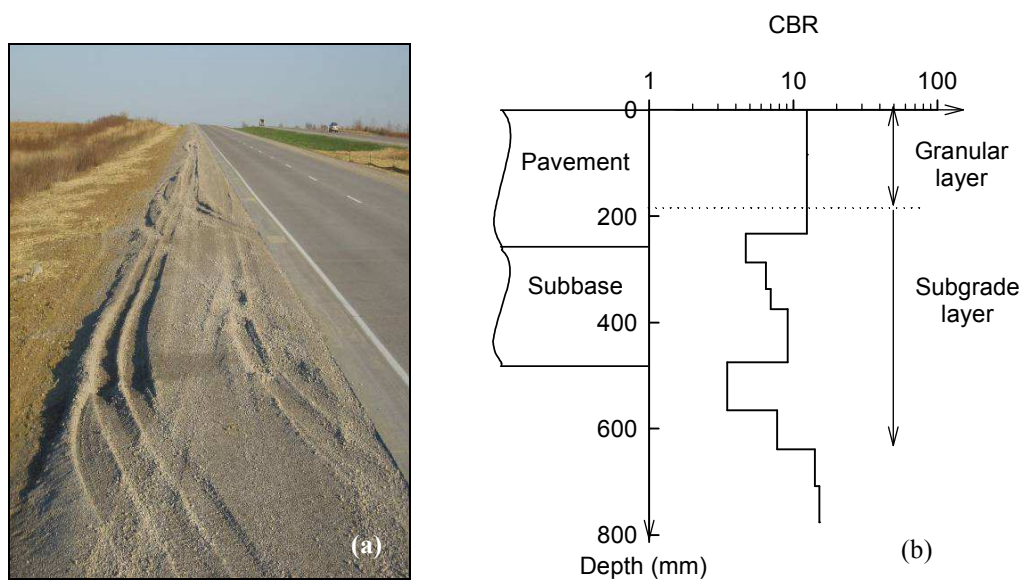 (a)
CBR
1 10 100
0
Pavement
Granular
layer
200
Subbase
Subgrade
layer
400
600
800
Depth (mm)
(b)